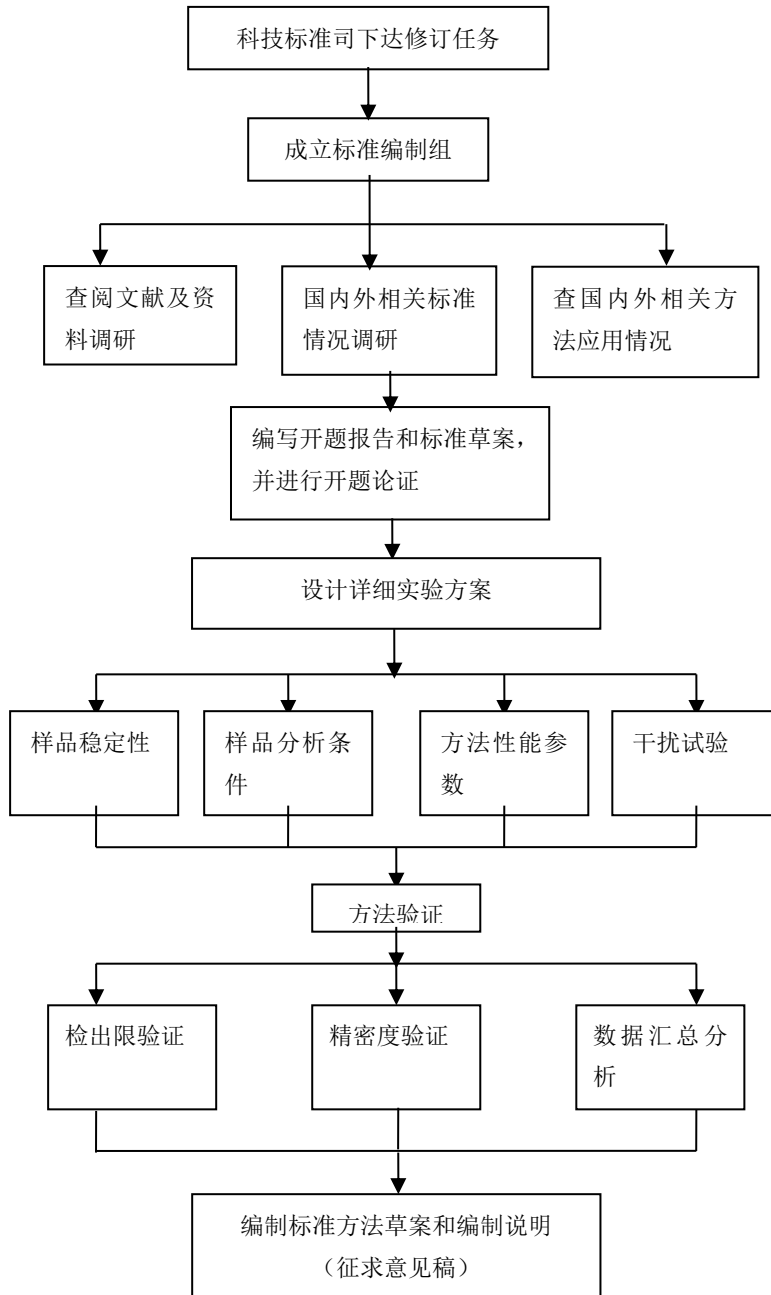 科技标准司下达修订任务
成立标准编制组
查阅文献及资
料调研
国内外相关标准
情况调研
查国内外相关方
法应用情况
编写开题报告和标准草案，
并进行开题论证
设计详细实验方案
样品稳定性
样品分析条
件
方法性能参
数
干扰试验
方法验证
检出限验证
精密度验证
数据汇总分
析
编制标准方法草案和编制说明
（征求意见稿）